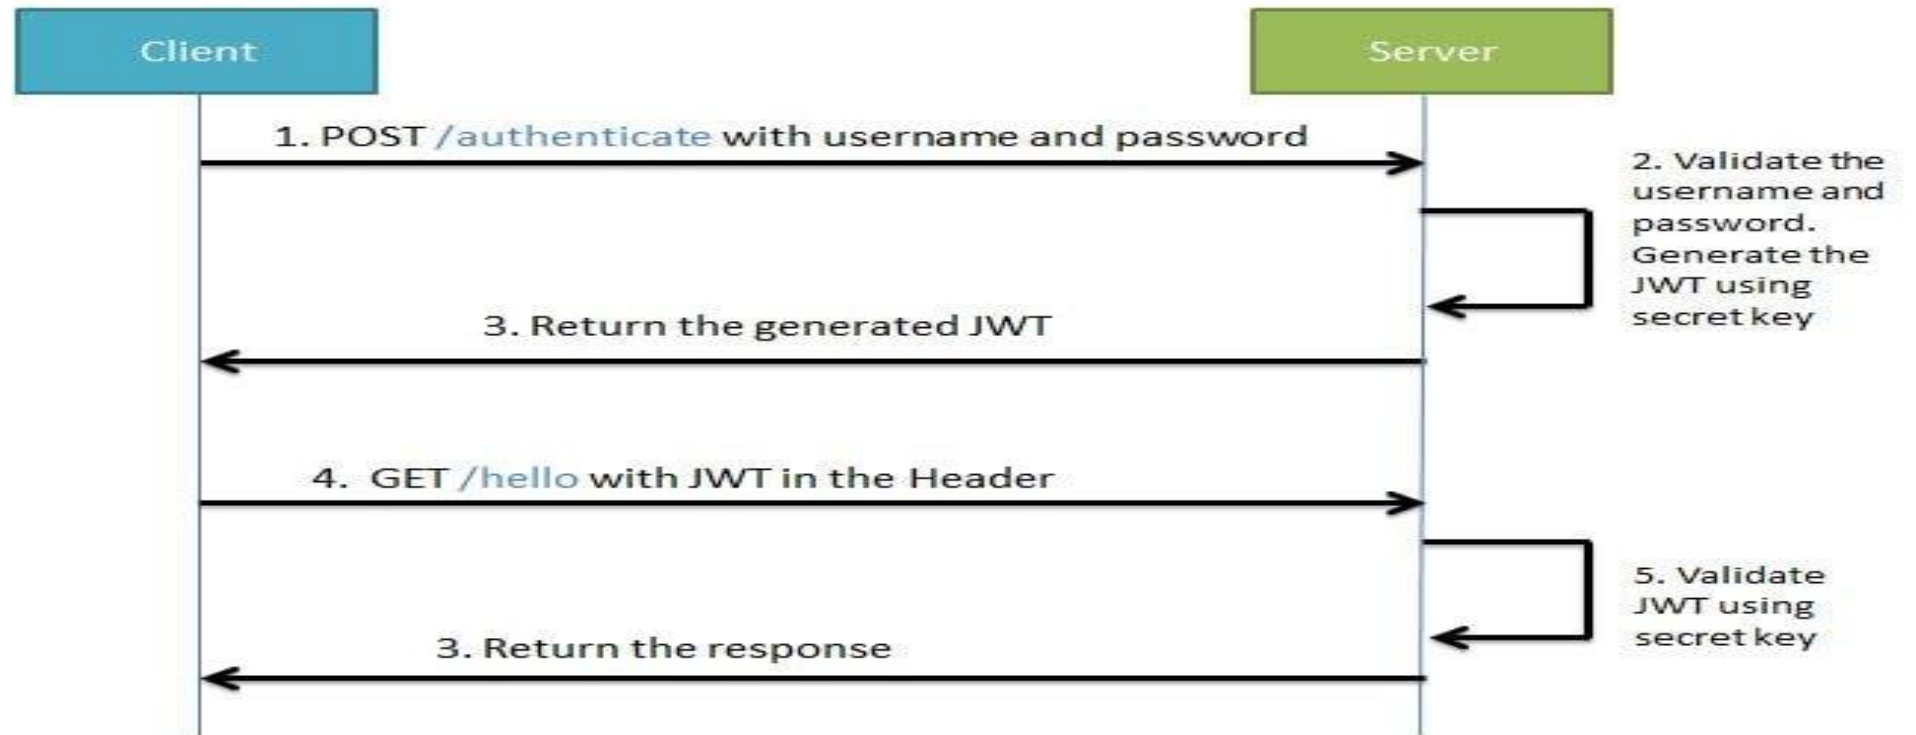 Client
Server
1. POST /authenticate with username and password
2. Validate the
username and
password.
Generate the
JWT using
secret key
3. Return the generated JWT
4. GET /hello with JWT in the Header
5. Validate
JWT using
secret key
3. Return the response